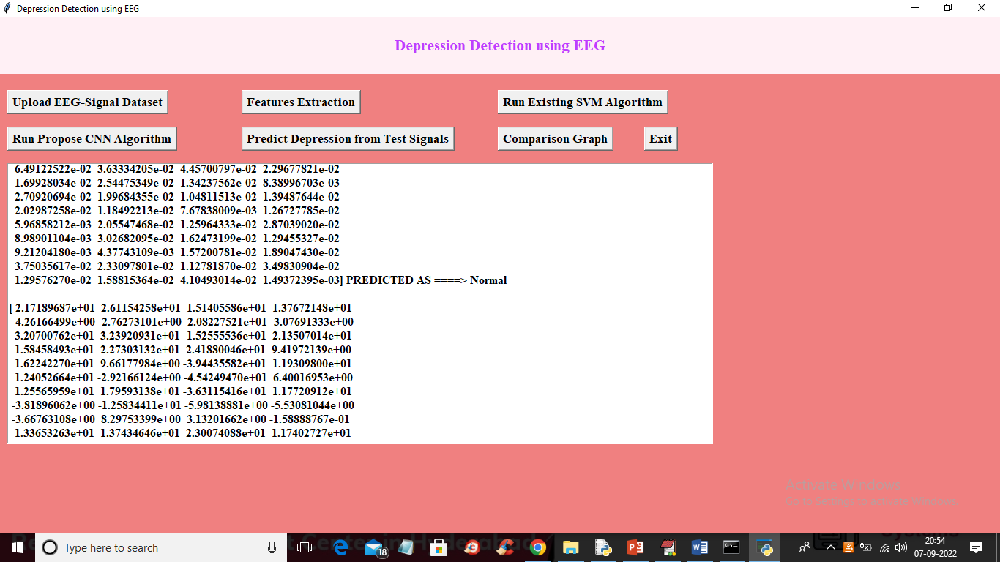 Depression Detection using EEG
Depression Detection using EEG
Upload EEG-Signal Dataset
Features Extraction
Run Existing SVM Algorithm
Run Propose CNN Algorithm
Predict Depression from Test Signals
Comparison Graph
Exit
6.49122522e-02 3.63334205e-02 4.45700797e-02 2.29677821e-02
1.69928034e-02 2.54475349e-02 1.34237562e-02 8.38996703e-03
2.70920694e-02 1.99684355e-02 1.04811513e-02 1.39487644e-02
2.02987258e-02 1.18492213e-02 7.67838009e-03 1.26727785e-02
5.96858212e-03 2.05547468e-02 1.25964333e-02 2.87039020e-02
8.98901104e-03 3.02682095e-02 1.62473199e-02 1.29455327e-02
9.21204180e-03 4.37743109e-03 1.57200781e-02 1.89047430e-02
3.75035617e-02 2.33097801e-02 1.12781870e-02 3.49830904e-02
1.29576270e-02 1.58815364e-02 4.10493014e-02 1.49372395e-03] PREDICTED AS ====> Normal
[ 2.17189687e+01 2.61154258e+01 1.51405586e+01 1.37672148e+01
-4.26166499e+00 -2.76273101e+00 2.08227521e+01 -3.07691333e+00
3.20700762e+01 3.23920931e+01 -1.52555536e+01 2.13507014e+01
1.58458493e+01 2.27303132e+01 2.41880046e+01 9.41972139e+00
1.62242270e+01 9.66177984e+00 -3.94435582e+01 1.19309800e+01
1.24052664e+01 -2.92166124e+00 -4.54249470e+01 6.40016953e+00
1.25565959e+01 1.79593138e+01 -3.63115416e+01 1.17720912e+01
-3.81896062e+00 -1.25834411e+01 -5.98138881e+00 -5.53081044e+00
-3.66763108e+00 8.29753399e+00 3.13201662e+00 -1.58888767e-01
1.33653263e+01 1.37434646e+01 2.30074088e+01 1.17402727e+01
Activate Windows
Go to Settings to activate Windows.
Type here to search
18
20:54
07-09-2022